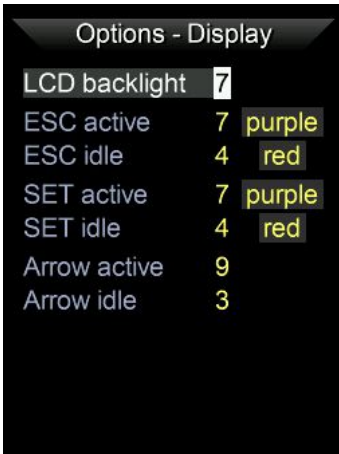 Options - Display
LCD backlight 7
ESC active 7 purple
ESC idle 4 red
SET active 7 purple
SET idle 4 red
Arrow active 9
Arrow idle 3